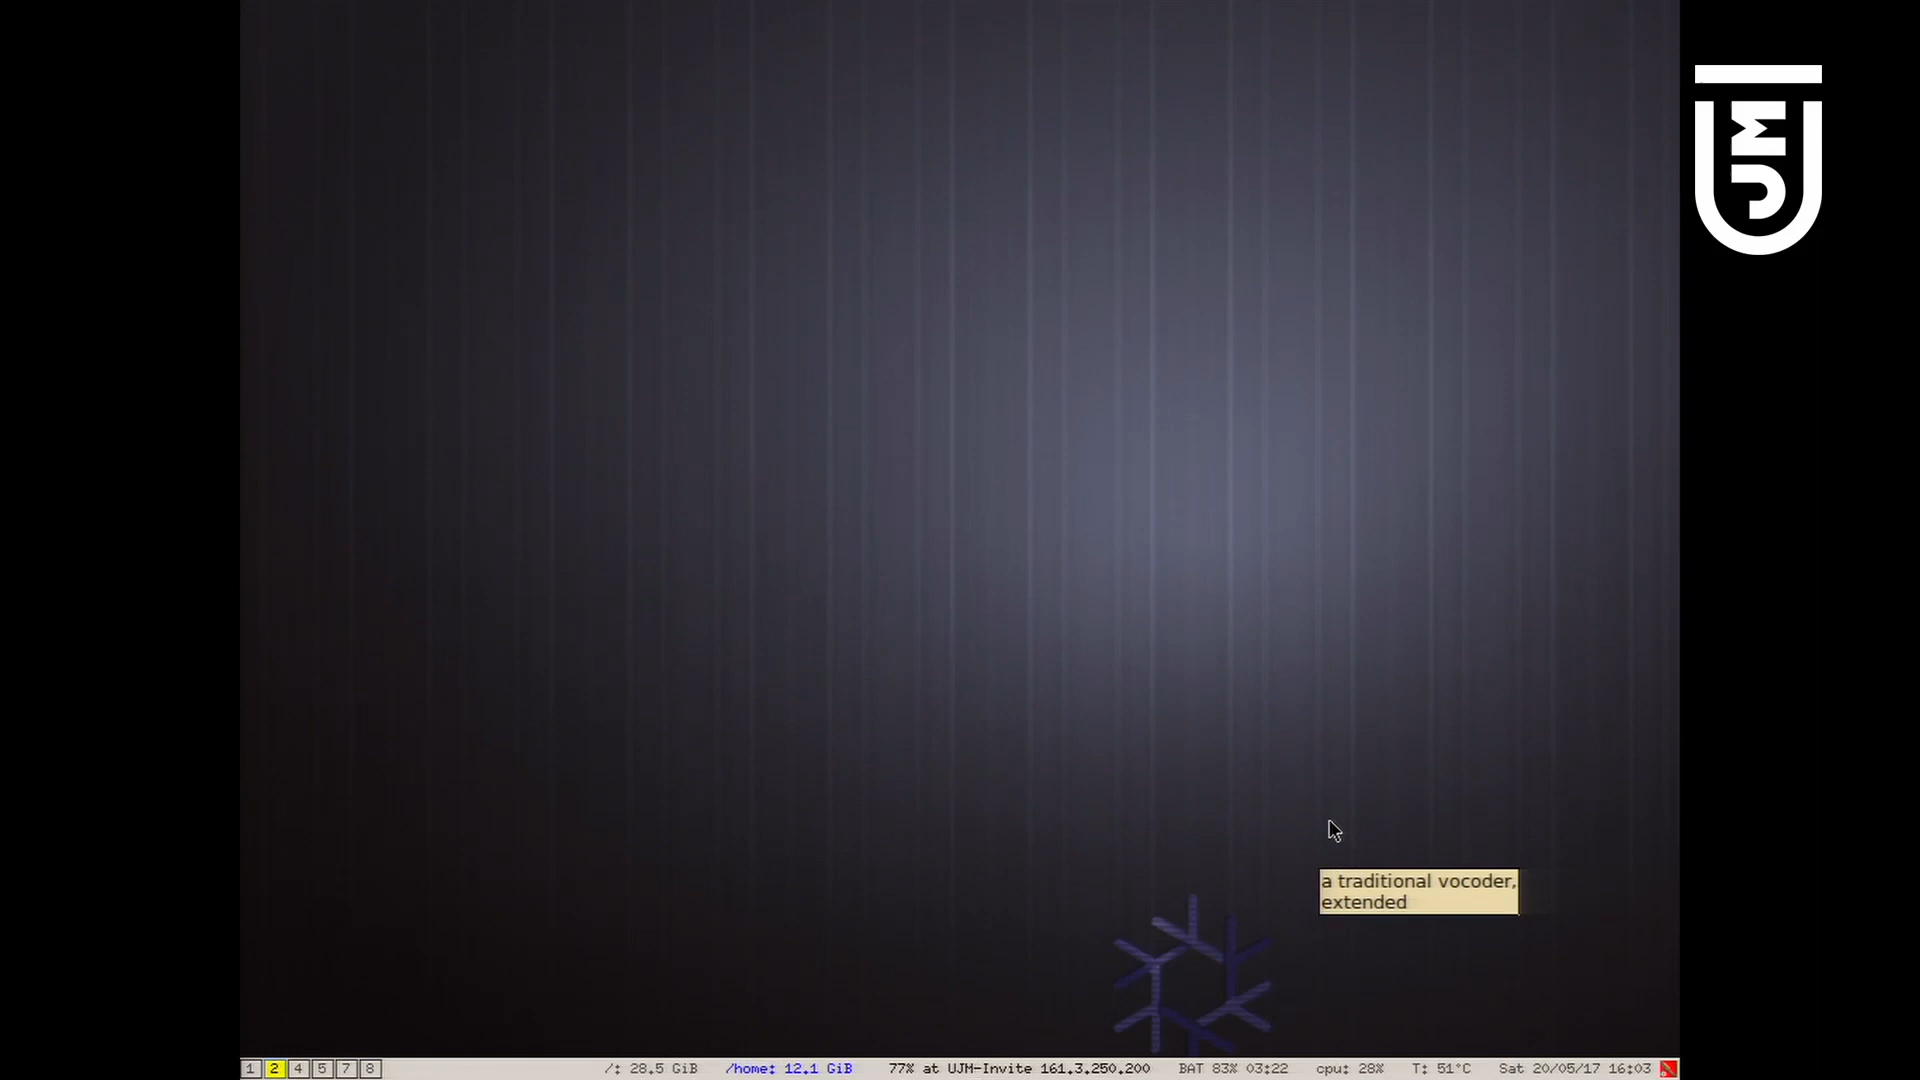 UJM
a traditional vocoder,
extended
1 2 4 5 7 8 /: 28.5 GiB /home: 12.1 GiB 77% at UJM-Invite 161.3.250.200 BAT 83% 03:22 cpu: 28% T: 51°C Sat 20/05/17 16:03